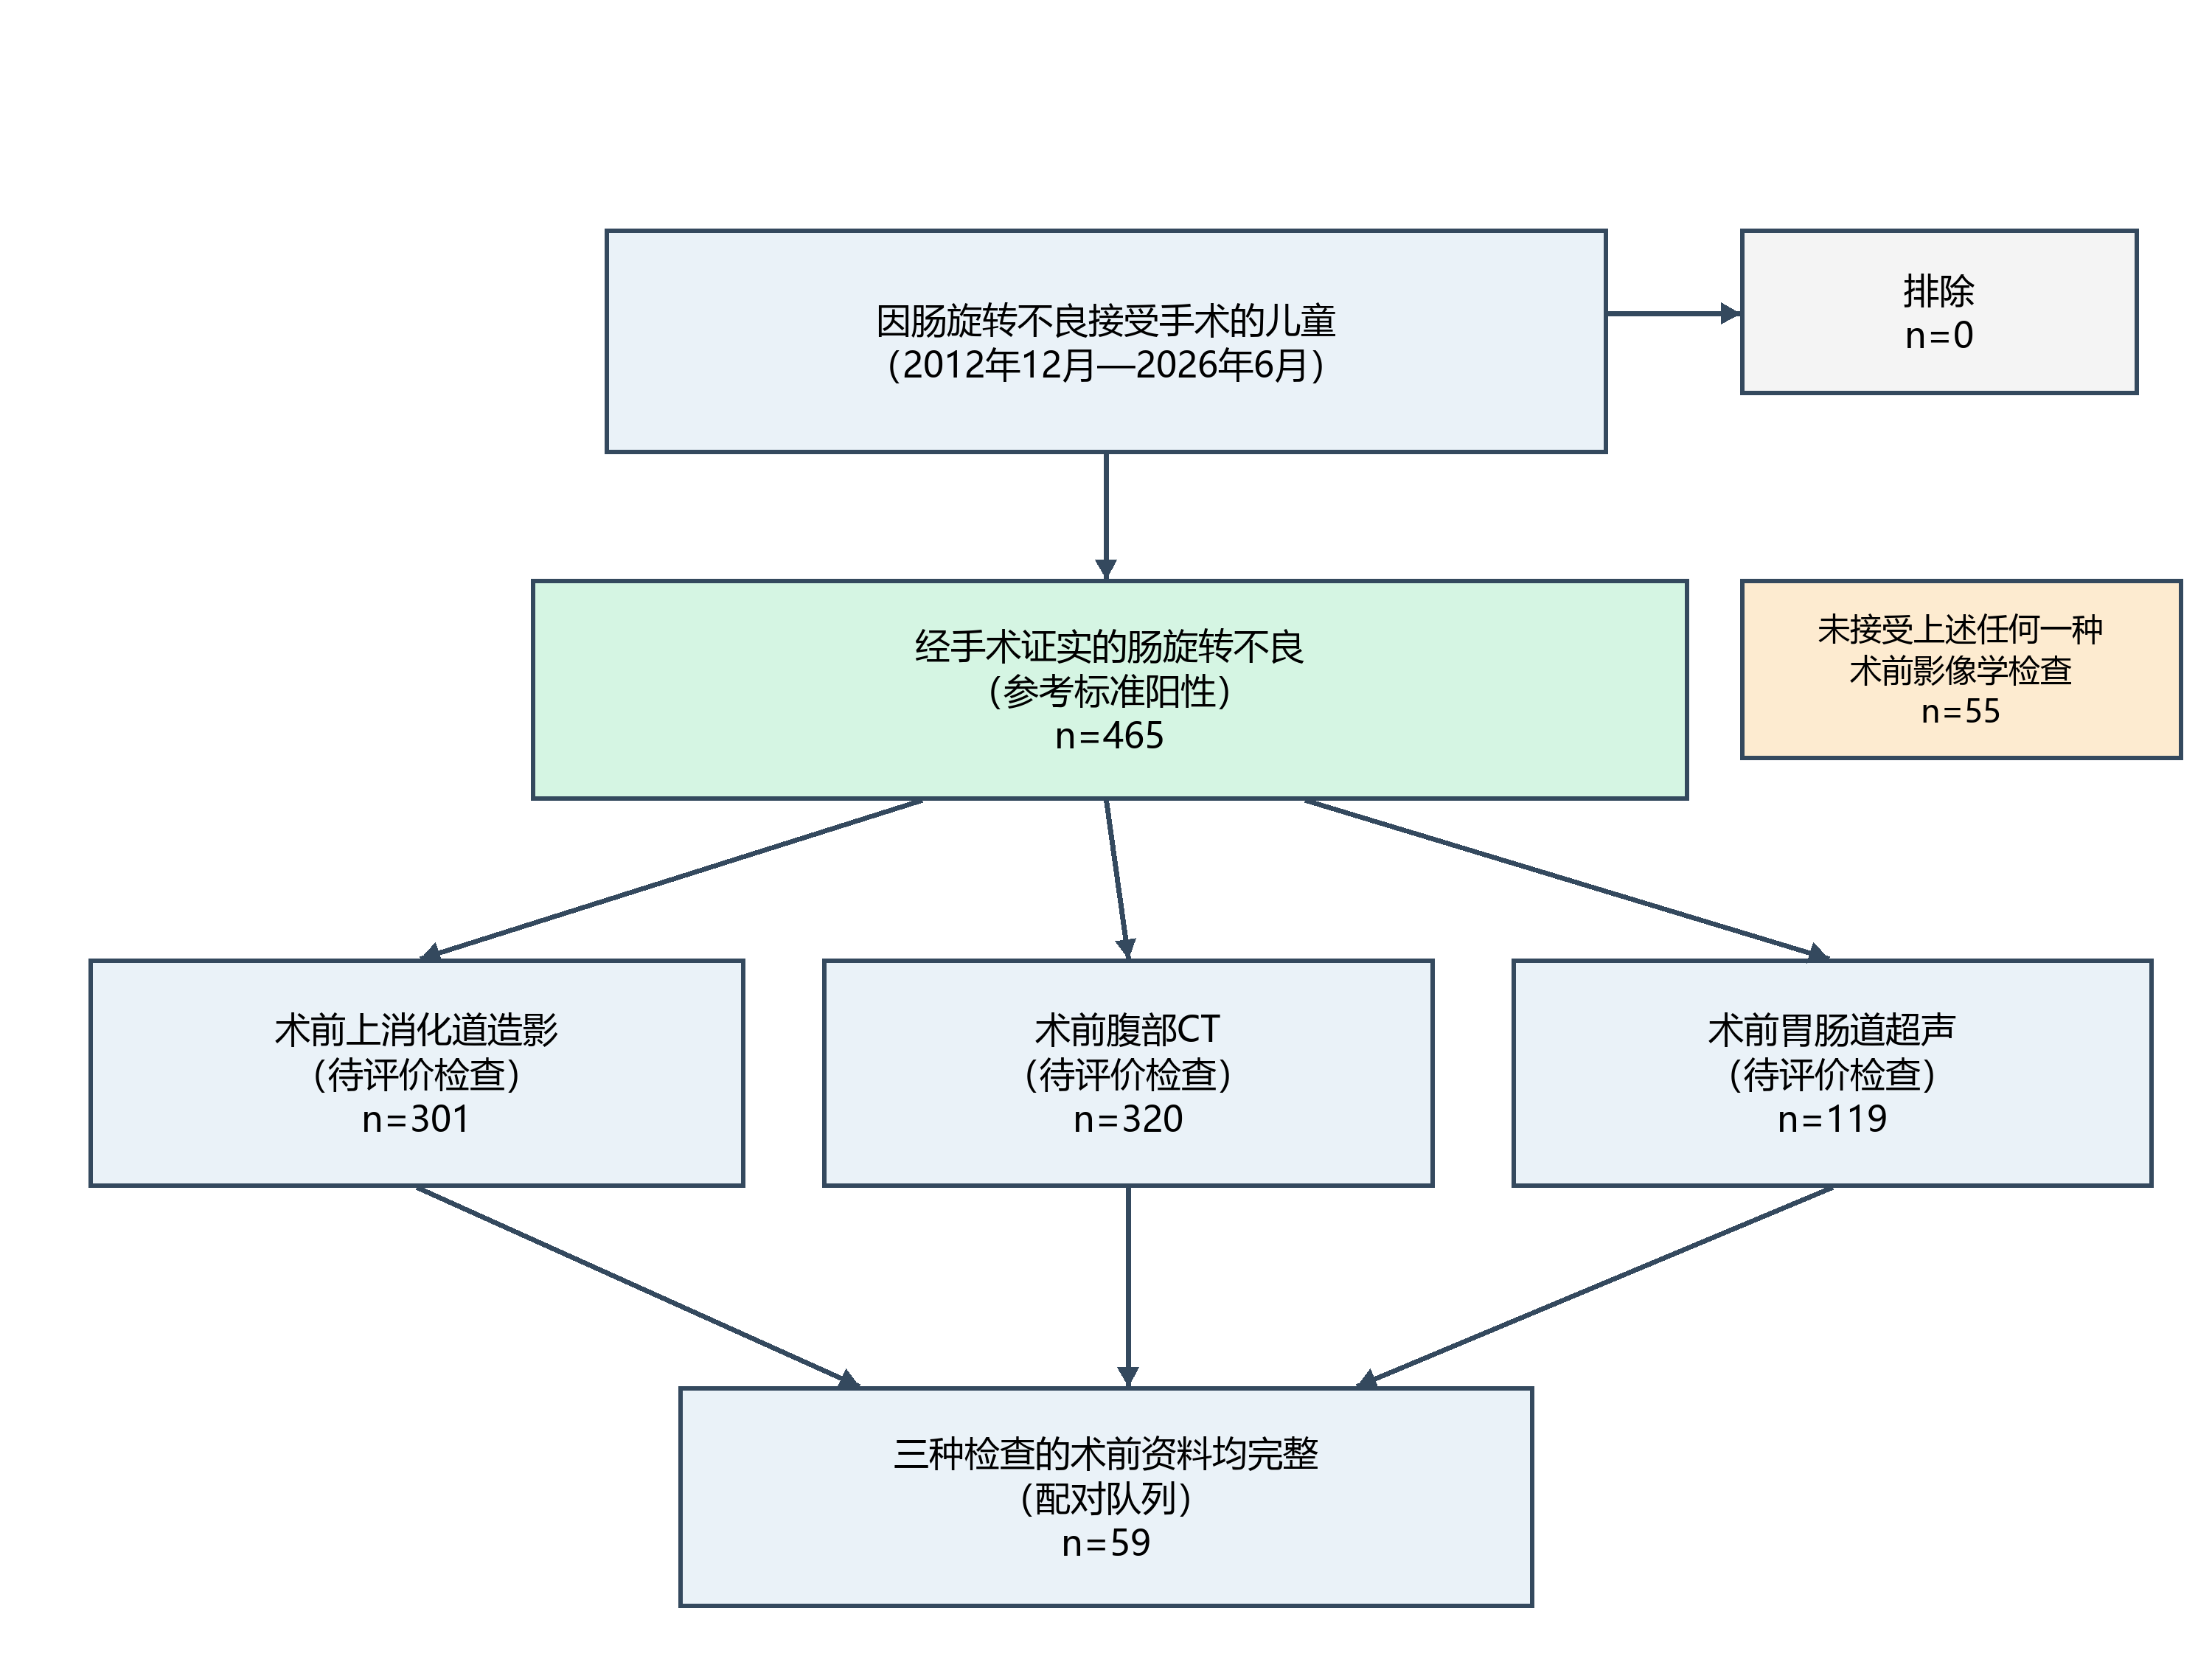 因肠旋转不良接受手术的儿童
（2012年12月—2026年6月）
排除
n=0
经手术证实的肠旋转不良
（参考标准阳性）
n=465
未接受上述任何一种
术前影像学检查
n=55
术前上消化道造影
（待评价检查）
n=301
术前腹部CT
（待评价检查）
n=320
术前胃肠道超声
（待评价检查）
n=119
三种检查的术前资料均完整
（配对队列）
n=59